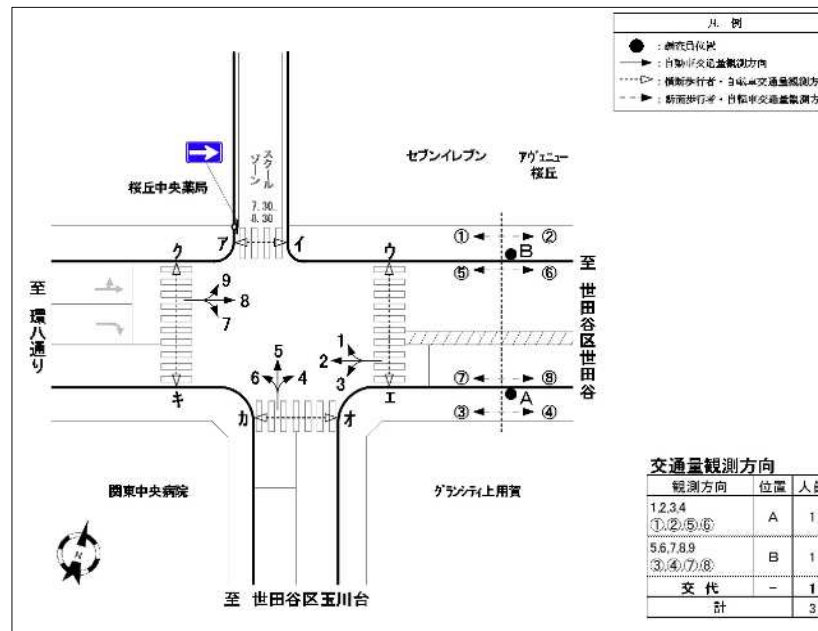 凡 例
● : 調査員位置
: 自動車交通量観測方向
: 横断歩行者・自転車交通量観測方
: 断面歩行者・自転車交通量観測方
セブンイレブン
アヴェニュー
桜丘
桜丘中央薬局
スクール
ゾーン
7.30
8.30
ク
ア
イ
ウ
① ②
B
⑤ ⑥
至 環八通り
至 世田谷区世田谷
9
8
7
5
6 4
1
2
3
⑦ ⑧
A
③ ④
キ
カ
オ
エ
関東中央病院
グランシティ上用賀
N
至 世田谷区玉川台
交通量観測方向
観測方向 位置 人員
1,2,3,4
①,②,⑤,⑥ A 1
5,6,7,8,9
③,④,⑦,⑧ B 1
交 代 - 1
計 3